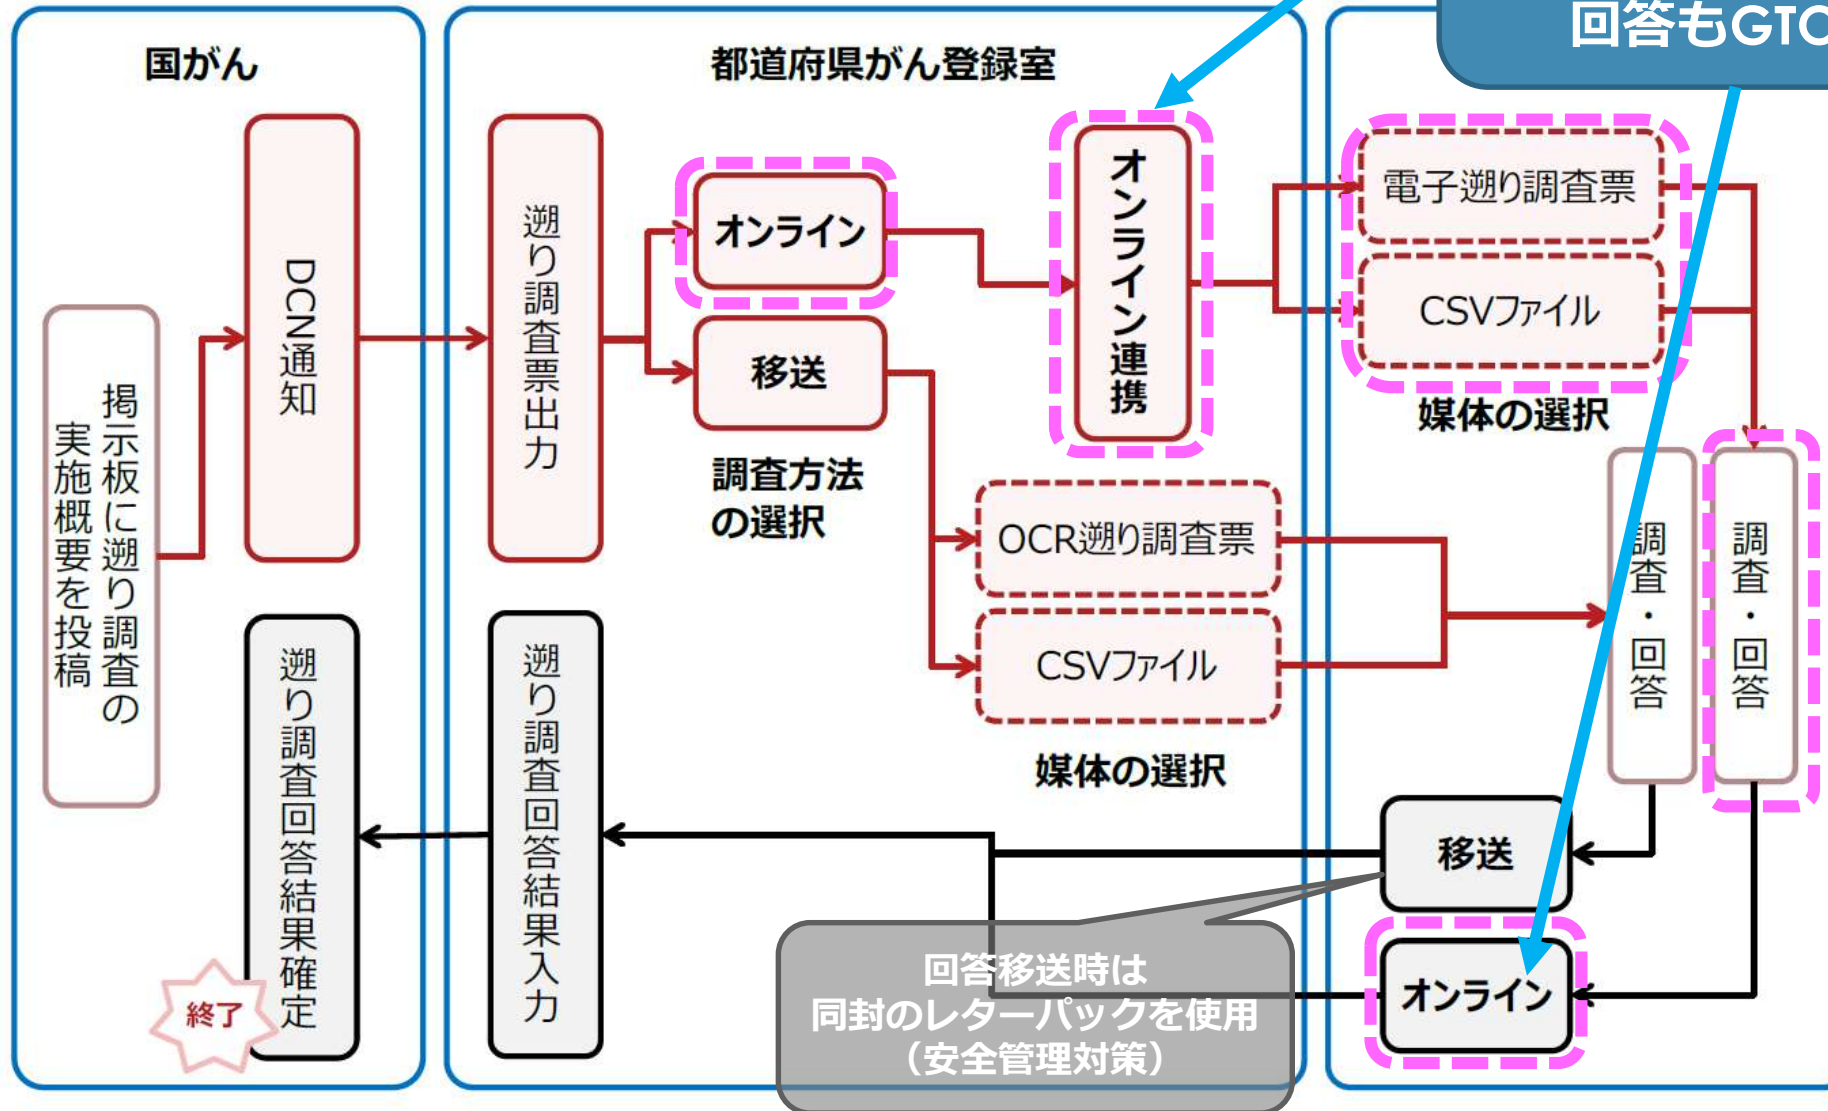 回答もGTC
国がん
都道府県がん登録室
掲示板に遡り調査の
実施概要を投稿
DCN通知
遡り調査票出力
オンライン
移送
調査方法
の選択
オンライン連携
電子遡り調査票
CSVファイル
媒体の選択
OCR遡り調査票
CSVファイル
媒体の選択
調査・回答
調査・回答
移送
オンライン
回答移送時は
同封のレターパックを使用
（安全管理対策）
遡り調査回答結果入力
遡り調査回答結果確定
終了